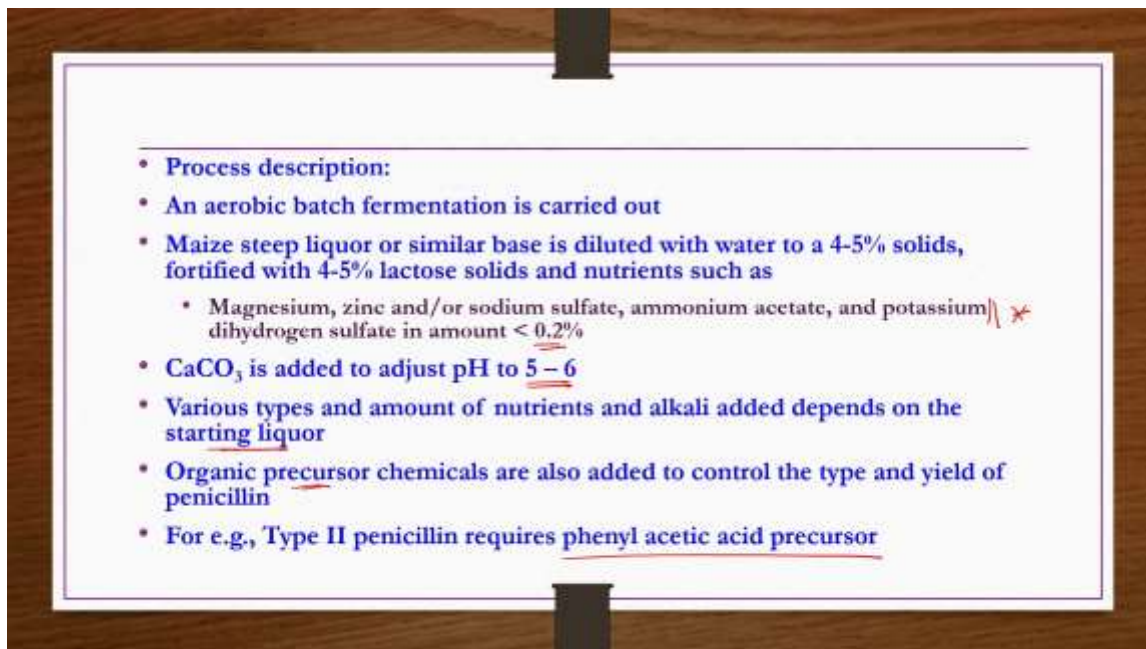 • Process description:
• An aerobic batch fermentation is carried out
• Maize steep liquor or similar base is diluted with water to a 4-5% solids,
fortified with 4-5% lactose solids and nutrients such as
• Magnesium, zinc and/or sodium sulfate, ammonium acetate, and potassium
dihydrogen sulfate in amount < 0.2%
• CaCO₃ is added to adjust pH to 5 – 6
• Various types and amount of nutrients and alkali added depends on the
starting liquor
• Organic precursor chemicals are also added to control the type and yield of
penicillin
• For e.g., Type II penicillin requires phenyl acetic acid precursor